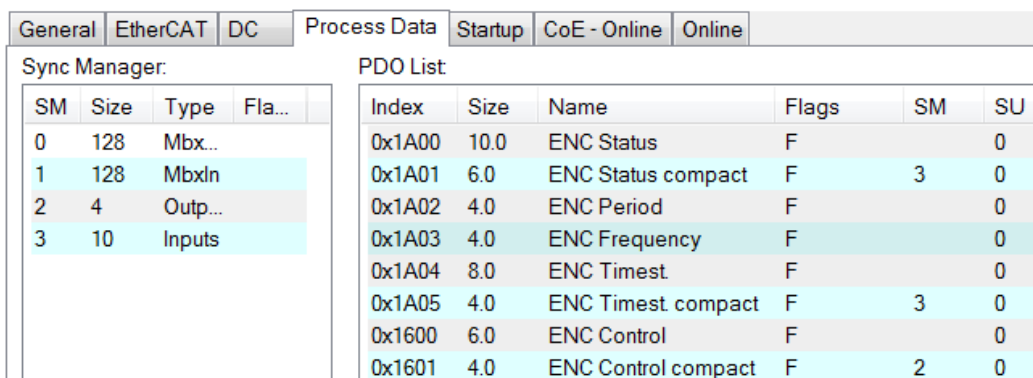 General EtherCAT DC Process Data Startup CoE - Online Online
Sync Manager: PDO List:
SM Size Type Fla... Index Size Name Flags SM SU
0 128 Mbx... 0x1A00 10.0 ENC Status F 0
1 128 MbxIn 0x1A01 6.0 ENC Status compact F 3 0
2 4 Outp... 0x1A02 4.0 ENC Period F 0
3 10 Inputs 0x1A03 4.0 ENC Frequency F 0
0x1A04 8.0 ENC Timest. F 0
0x1A05 4.0 ENC Timest. compact F 3 0
0x1600 6.0 ENC Control F 0
0x1601 4.0 ENC Control compact F 2 0